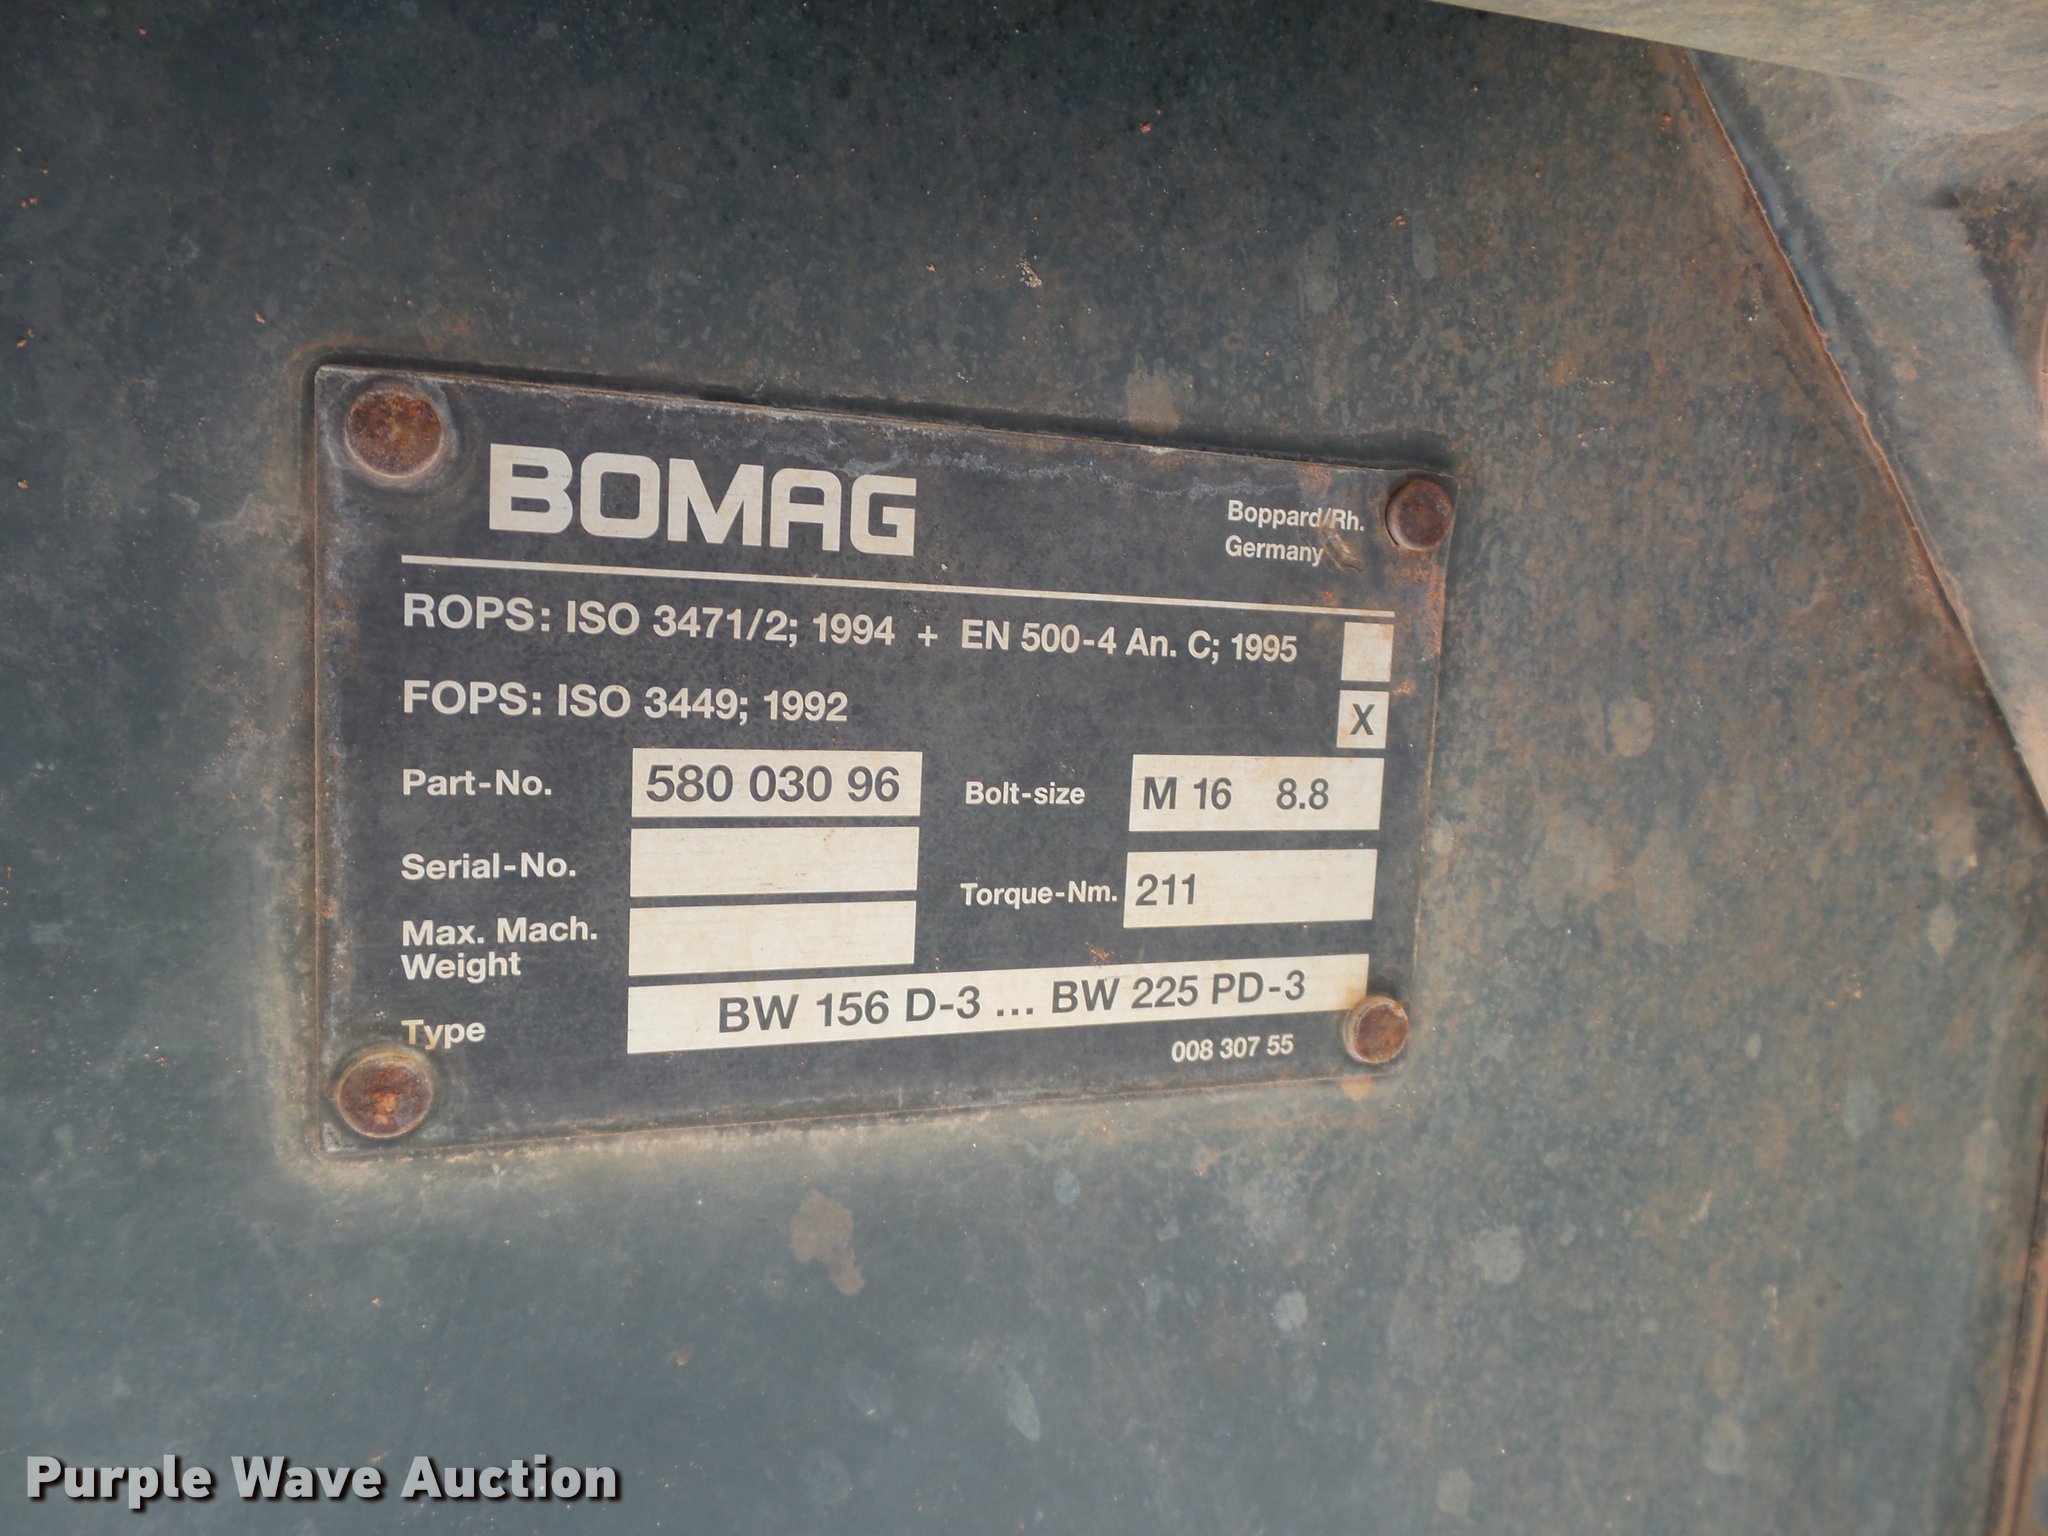 BOMAG
Boppard/Rh.
Germany
ROPS: ISO 3471/2; 1994 + EN 500-4 An. C; 1995
FOPS: ISO 3449; 1992 X
Part-No. 580 030 96 Bolt-size M 16 8.8
Serial-No.
Torque-Nm. 211
Max. Mach.
Weight
Type BW 156 D-3 ... BW 225 PD-3
008 307 55
Purple Wave Auction